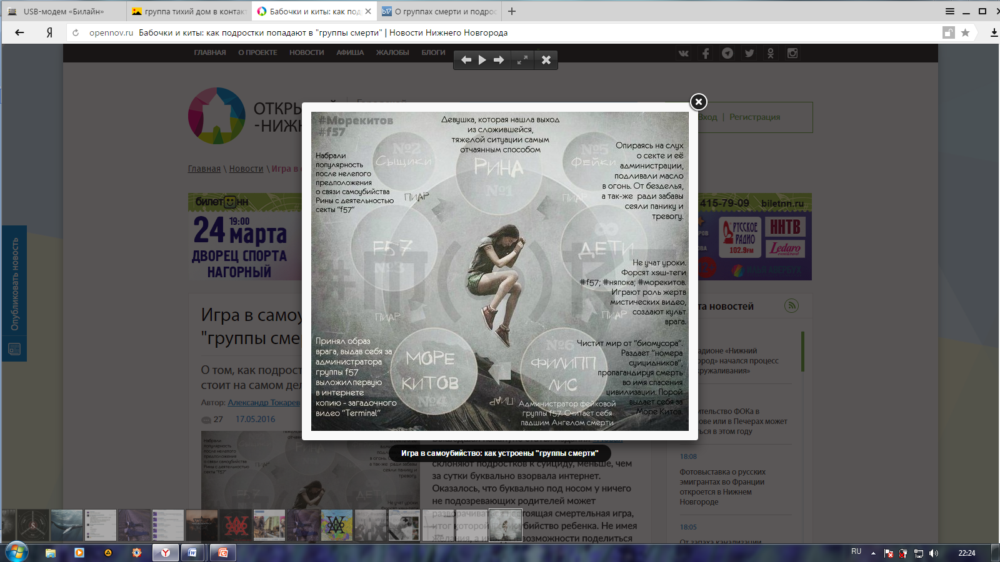 USB-модем «Билайн»
группа тихий дом в контакт
Бабочки и киты: как под
О группах смерти и подрос
opennov.ru Бабочки и киты: как подростки попадают в "группы смерти" | Новости Нижнего Новгорода
ГЛАВНАЯ О ПРОЕКТЕ НОВОСТИ АФИША ЖАЛОБЫ БЛОГИ
Вход | Регистрация
Главная \ Новости \ Игра в с
билет нн
24 19:00
марта
ДВОРЕЦ СПОРТА
НАГОРНЫЙ
415-79-09 biletnn.ru
РУССКОЕ
РАДИО
102.9fm
ННТВ
Ledaro
Опубликовать новость
#Морекитов
#f57
Девушка, которая нашла выход
из сложившейся,
тяжелой ситуации самым
отчаянным способом
№2
Сыщики
РИНА
№1
№5
Фейки
Набрали
популярность
после нелепого
предположения
о связи самоубийства
Рины с деятельностью
секты "f57"
Опираясь на слух
о секте и её
администрации,
подливали масло
в огонь. От безделья,
а так-же ради забавы
сеяли панику и
тревогу.
ПИАР
ПИАР
F57
№3
ДЕТИ
Не учат уроки.
Форсят хэш-теги
#f57; #няпока; #морекитов.
Играют роль жертв
мистических видео,
создают культ
врага.
ПИАР
ПИАР
Принял образ
врага, выдав себя за
администратора
группы f57
выложил первую
в интернете
копию - загадочного
видео "Terminal"
МОРЕ
КИТОВ
№4
ПИАР
№6
ФИЛИПП
ЛИС
Чистит мир от "биомусора".
Раздает "номера
суицидников",
пропагандируя смерть
во имя спасения
цивилизации. Порой
выдает себя за
Море Китов.
Администратор фейковой
группы f57. Считает себя
падшим Ангелом смерти
Игра в самоубийство: как устроены "группы смерти"
Игра в само
"группы сме
О том, как подрост
стоит на самом дел
Автор: Александр Токарев
27 17.05.2016
склоняют подростков к суициду, меньше, чем
за сутки буквально взорвала интернет.
Оказалось, что буквально под носом у ничего
не подозревающих родителей может
разворачиваться настоящая смертельная игра,
итог которой
убийство ребенка. Не имея
желания, а
возможности поделиться
та новостей
адионе «Нижний
ород» начался процесс
кружаливания»
ительство ФОКа в
ове или в Печерах может
ться в этом году
18:08
Фотовыставка о русских
эмигрантах во Франции
откроется в Нижнем
Новгороде
18:05
От запаха канализации
RU 22:24